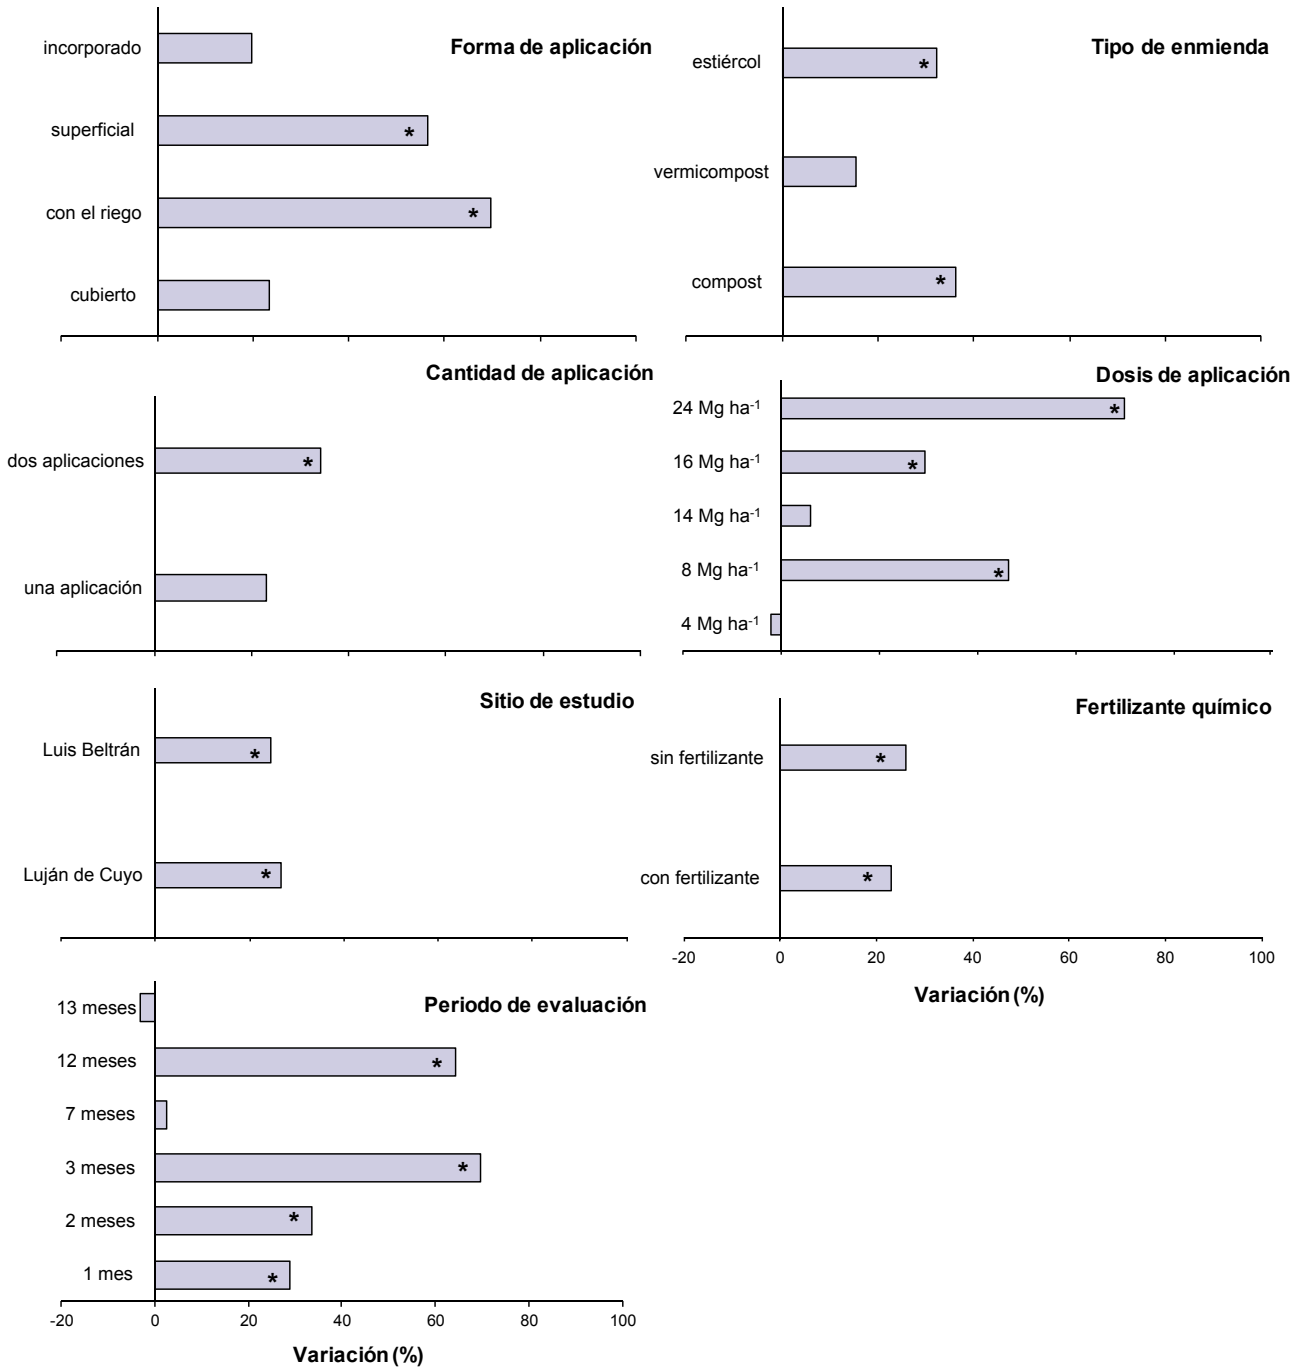 Forma de aplicación
incorporado
superficial
*
con el riego
*
cubierto
Tipo de enmienda
estiércol
*
vermicompost
compost
*
Cantidad de aplicación
dos aplicaciones
*
una aplicación
Dosis de aplicación
24 Mg ha⁻¹
*
16 Mg ha⁻¹
*
14 Mg ha⁻¹
8 Mg ha⁻¹
*
4 Mg ha⁻¹
Sitio de estudio
Luis Beltrán
*
Luján de Cuyo
*
Fertilizante químico
sin fertilizante
*
con fertilizante
*
-20 0 20 40 60 80 100
Variación (%)
Periodo de evaluación
13 meses
12 meses
*
7 meses
3 meses
*
2 meses
*
1 mes
*
-20 0 20 40 60 80 100
Variación (%)